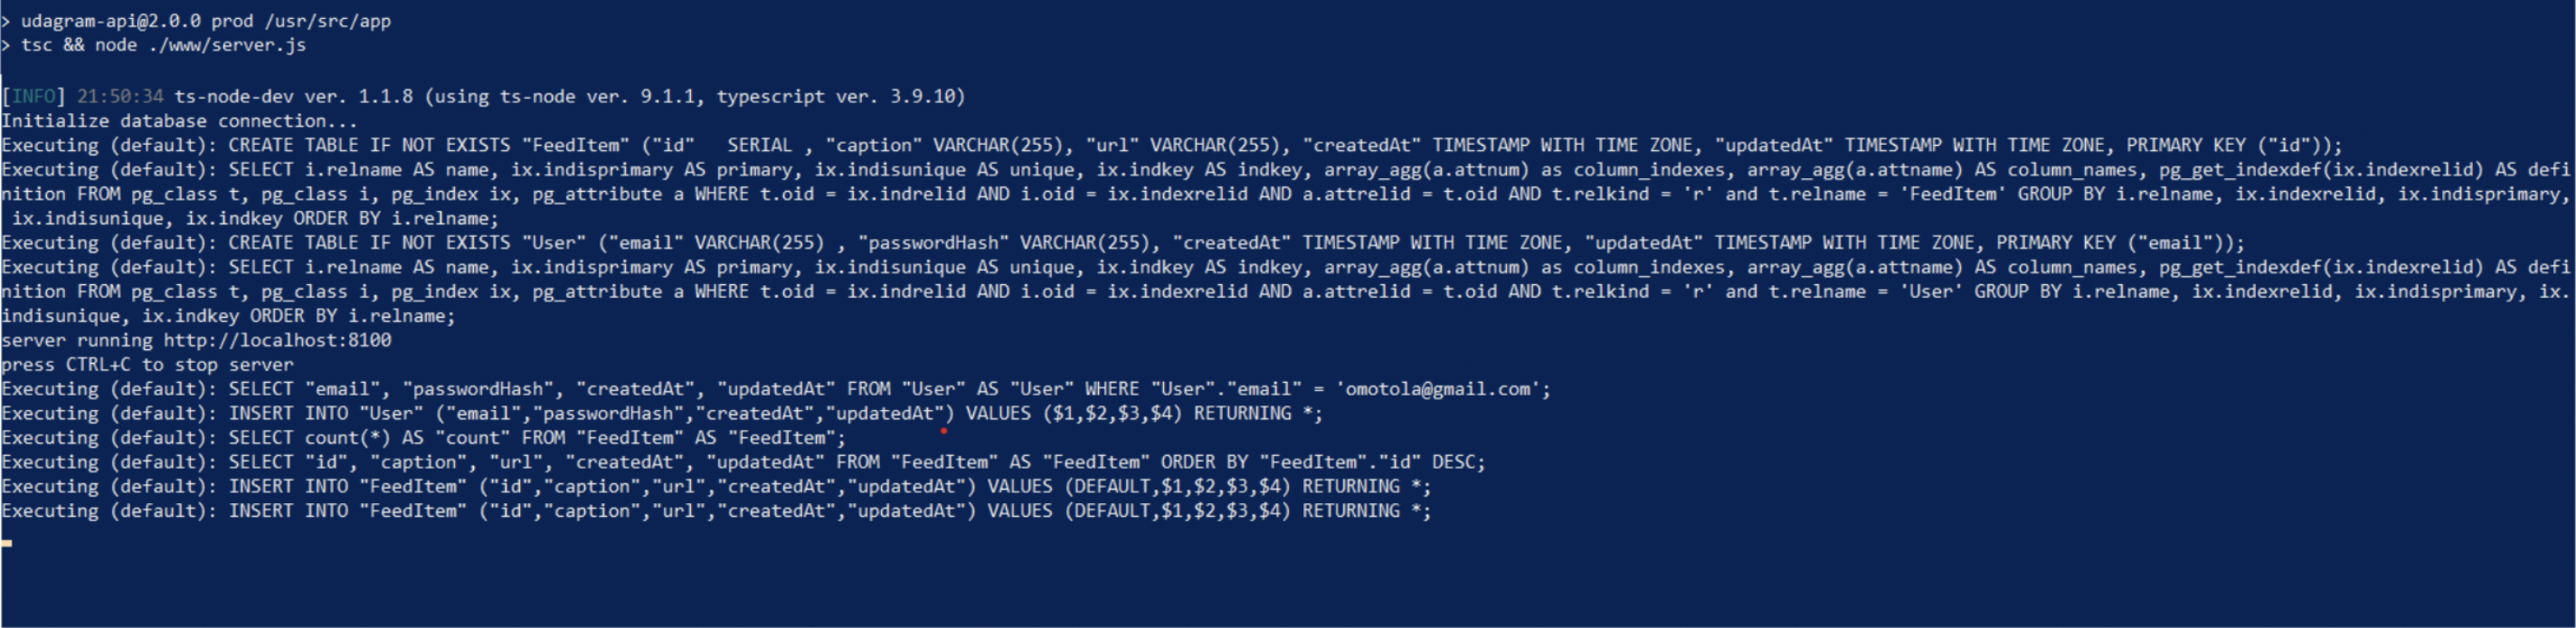 > udagram-api@2.0.0 prod /usr/src/app
> tsc && node ./www/server.js
[INFO] 21:50:34 ts-node-dev ver. 1.1.8 (using ts-node ver. 9.1.1, typescript ver. 3.9.10)
Initialize database connection...
Executing (default): CREATE TABLE IF NOT EXISTS "FeedItem" ("id"   SERIAL , "caption" VARCHAR(255), "url" VARCHAR(255), "createdAt" TIMESTAMP WITH TIME ZONE, "updatedAt" TIMESTAMP WITH TIME ZONE, PRIMARY KEY ("id"));
Executing (default): SELECT i.relname AS name, ix.indisprimary AS primary, ix.indisunique AS unique, ix.indkey AS indkey, array_agg(a.attnum) as column_indexes, array_agg(a.attname) AS column_names, pg_get_indexdef(ix.indexrelid) AS defi
nition FROM pg_class t, pg_class i, pg_index ix, pg_attribute a WHERE t.oid = ix.indrelid AND i.oid = ix.indexrelid AND a.attrelid = t.oid AND t.relkind = 'r' and t.relname = 'FeedItem' GROUP BY i.relname, ix.indexrelid, ix.indisprimary,
 ix.indisunique, ix.indkey ORDER BY i.relname;
Executing (default): CREATE TABLE IF NOT EXISTS "User" ("email" VARCHAR(255) , "passwordHash" VARCHAR(255), "createdAt" TIMESTAMP WITH TIME ZONE, "updatedAt" TIMESTAMP WITH TIME ZONE, PRIMARY KEY ("email"));
Executing (default): SELECT i.relname AS name, ix.indisprimary AS primary, ix.indisunique AS unique, ix.indkey AS indkey, array_agg(a.attnum) as column_indexes, array_agg(a.attname) AS column_names, pg_get_indexdef(ix.indexrelid) AS defi
nition FROM pg_class t, pg_class i, pg_index ix, pg_attribute a WHERE t.oid = ix.indrelid AND i.oid = ix.indexrelid AND a.attrelid = t.oid AND t.relkind = 'r' and t.relname = 'User' GROUP BY i.relname, ix.indexrelid, ix.indisprimary, ix.
indisunique, ix.indkey ORDER BY i.relname;
server running http://localhost:8100
press CTRL+C to stop server
Executing (default): SELECT "email", "passwordHash", "createdAt", "updatedAt" FROM "User" AS "User" WHERE "User"."email" = 'omotola@gmail.com';
Executing (default): INSERT INTO "User" ("email","passwordHash","createdAt","updatedAt") VALUES ($1,$2,$3,$4) RETURNING *;
Executing (default): SELECT count(*) AS "count" FROM "FeedItem" AS "FeedItem";
Executing (default): SELECT "id", "caption", "url", "createdAt", "updatedAt" FROM "FeedItem" AS "FeedItem" ORDER BY "FeedItem"."id" DESC;
Executing (default): INSERT INTO "FeedItem" ("id","caption","url","createdAt","updatedAt") VALUES (DEFAULT,$1,$2,$3,$4) RETURNING *;
Executing (default): INSERT INTO "FeedItem" ("id","caption","url","createdAt","updatedAt") VALUES (DEFAULT,$1,$2,$3,$4) RETURNING *;